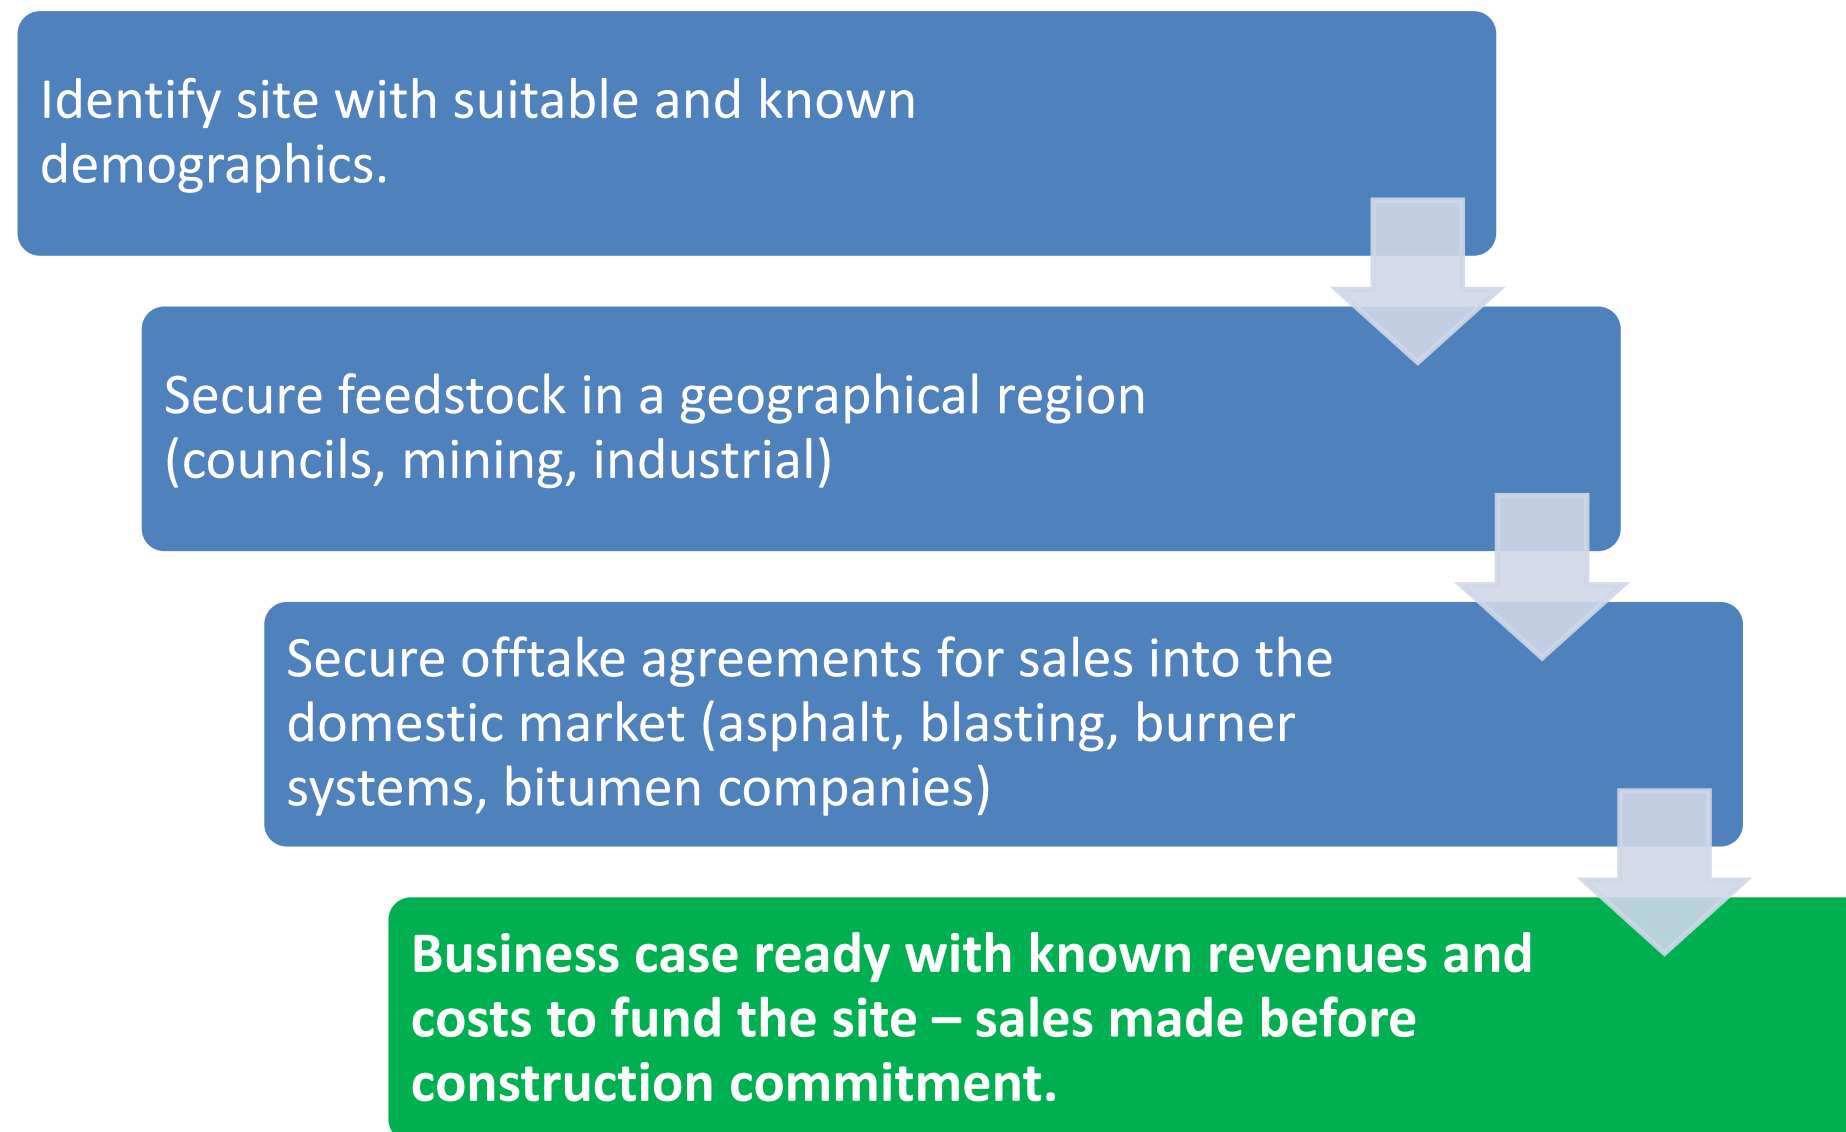 Identify site with suitable and known
demographics.
Secure feedstock in a geographical region
(councils, mining, industrial)
Secure offtake agreements for sales into the
domestic market (asphalt, blasting, burner
systems, bitumen companies)
Business case ready with known revenues and
costs to fund the site – sales made before
construction commitment.